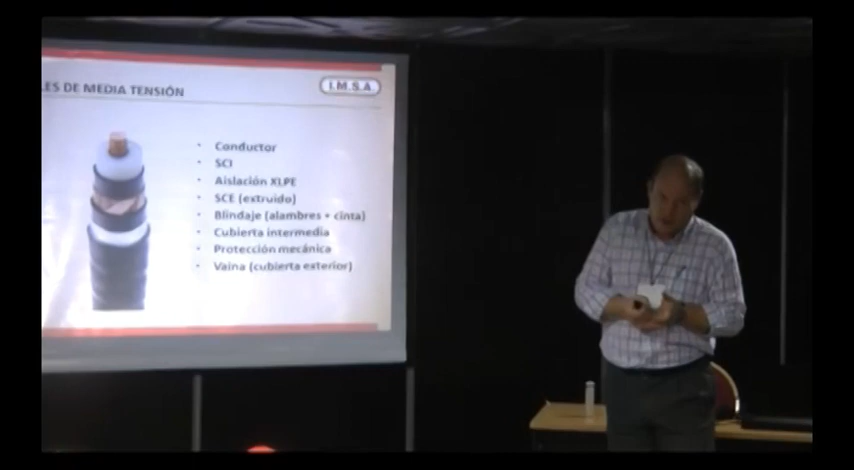 LES DE MEDIA TENSIÓN
I.M.S.A.
• Conductor
• SCI
• Aislación XLPE
• SCE (extruido)
• Blindaje (alambres + cinta)
• Cubierta intermedia
• Protección mecánica
• Vaina (cubierta exterior)